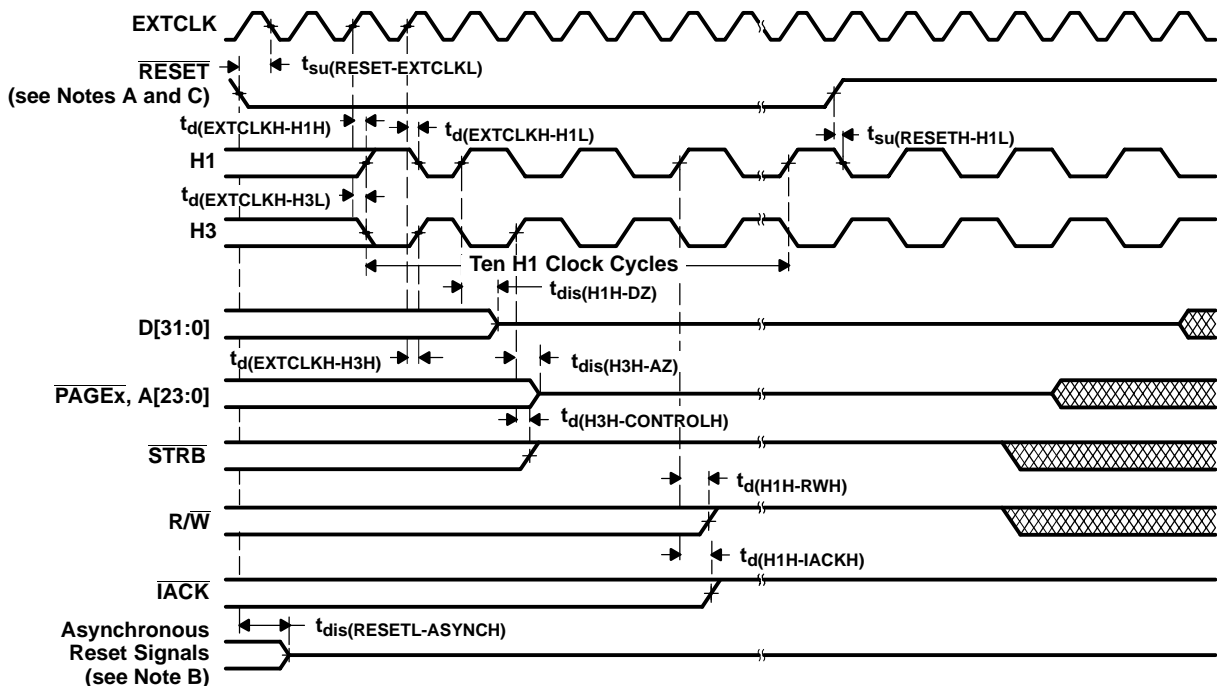 EXTCLK
tsu(RESET-EXTCLKL)
RESET
(see Notes A and C)
td(EXTCLKH-H1H)
td(EXTCLKH-H1L)
tsu(RESETH-H1L)
H1
td(EXTCLKH-H3L)
H3
Ten H1 Clock Cycles
tdis(H1H-DZ)
D[31:0]
td(EXTCLKH-H3H)
tdis(H3H-AZ)
PAGEx, A[23:0]
td(H3H-CONTROLH)
STRB
td(H1H-RWH)
R/W
td(H1H-IACKH)
IACK
Asynchronous
Reset Signals
(see Note B)
tdis(RESETL-ASYNCH)